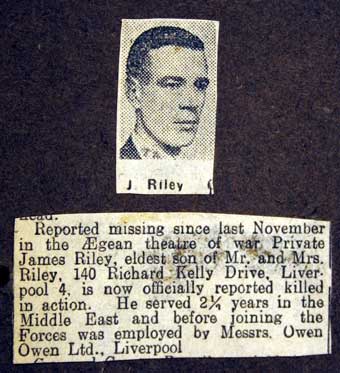 J. Riley
head.
Reported missing since last November
in the Ægean theatre of war, Private
James Riley, eldest son of Mr. and Mrs.
Riley, 140 Richard Kelly Drive, Liver-
pool 4, is now officially reported killed
in action. He served 2¼ years in the
Middle East and before joining the
Forces was employed by Messrs. Owen
Owen Ltd., Liverpool